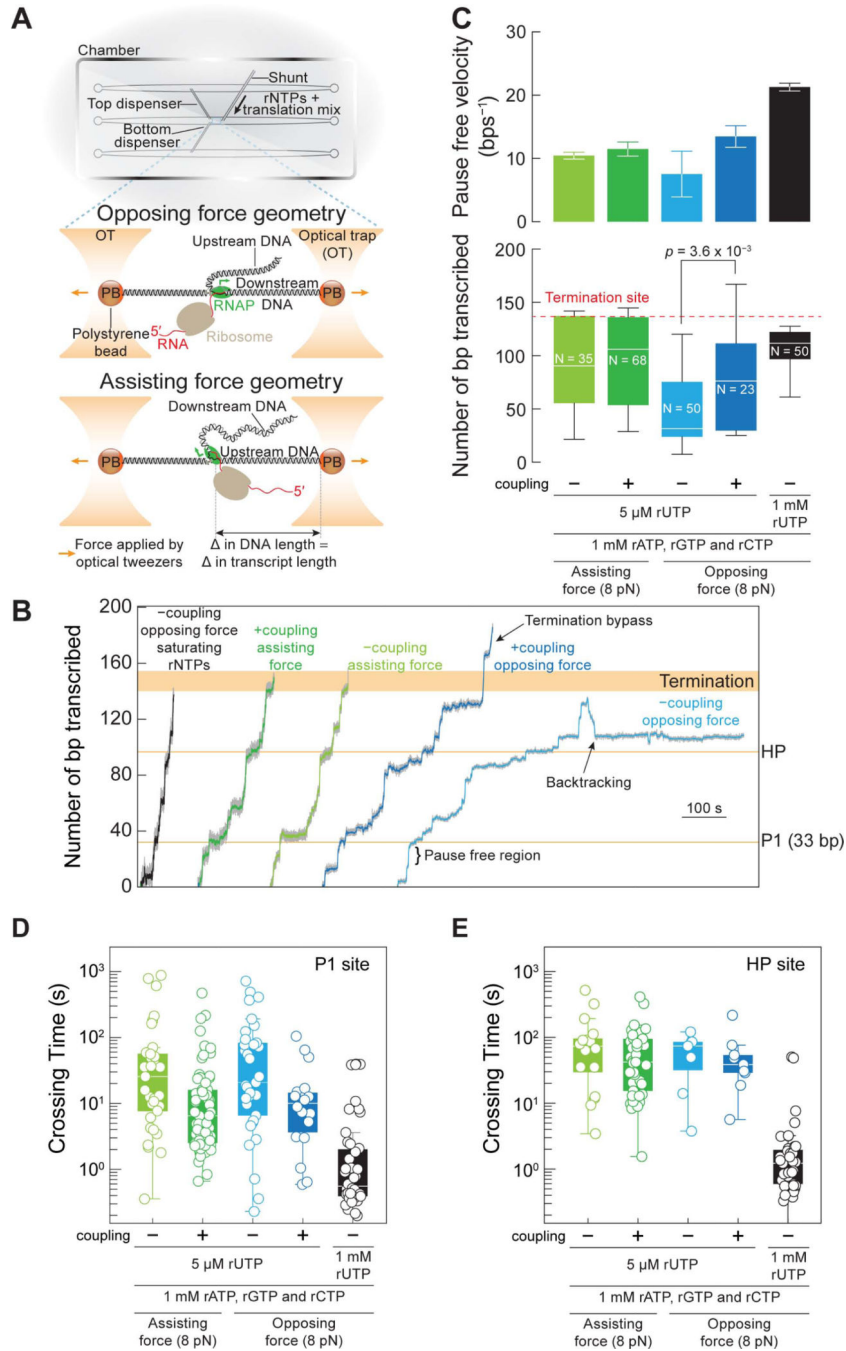 A
Chamber
Shunt
Top dispenser
rNTPs +
translation mix
Bottom
dispenser
Opposing force geometry
OT
Upstream DNA
Optical trap
(OT)
Downstream
DNA
PB
PB
RNAP
Polystyrene
bead
5′
RNA
Ribosome
Assisting force geometry
Downstream DNA
Upstream DNA
PB
PB
5′
Force applied by
optical tweezers
Δ in DNA length =
Δ in transcript length
C
Pause free velocity
(bps⁻¹)
30
20
10
0
Number of bp transcribed
200
150
100
50
0
p = 3.6 x 10⁻³
Termination site
N = 35
N = 68
N = 50
N = 23
N = 50
coupling − + − + −
5 µM rUTP
1 mM
rUTP
1 mM rATP, rGTP and rCTP
Assisting
force (8 pN)
Opposing
force (8 pN)
B
Number of bp transcribed
200
160
120
80
40
0
−coupling
opposing force
saturating
rNTPs
+coupling
assisting
force
−coupling
assisting force
+coupling
opposing force
Termination bypass
Termination
−coupling
opposing force
HP
Backtracking
100 s
P1 (33 bp)
} Pause free region
D
P1 site
Crossing Time (s)
10³
10²
10¹
10⁰
coupling − + − + −
5 µM rUTP
1 mM
rUTP
1 mM rATP, rGTP and rCTP
Assisting
force (8 pN)
Opposing
force (8 pN)
E
HP site
Crossing Time (s)
10³
10²
10¹
10⁰
coupling − + − + −
5 µM rUTP
1 mM
rUTP
1 mM rATP, rGTP and rCTP
Assisting
force (8 pN)
Opposing
force (8 pN)